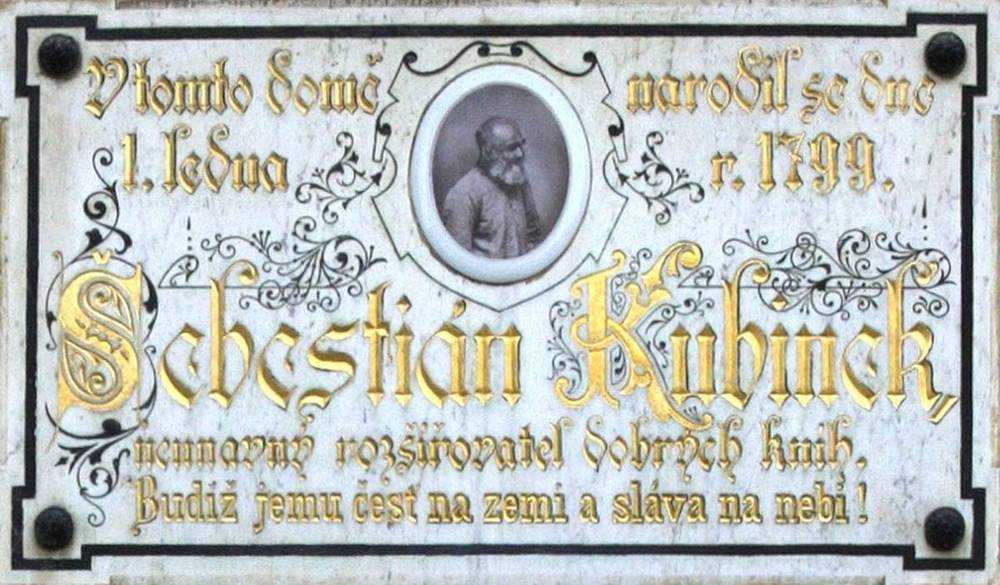 V tomto domě narodil se dne
1. ledna r. 1799.
Šebestián Kubínek,
neunavný rozšiřovatel dobrých knih.
Budiž jemu čest na zemi a sláva na nebi!